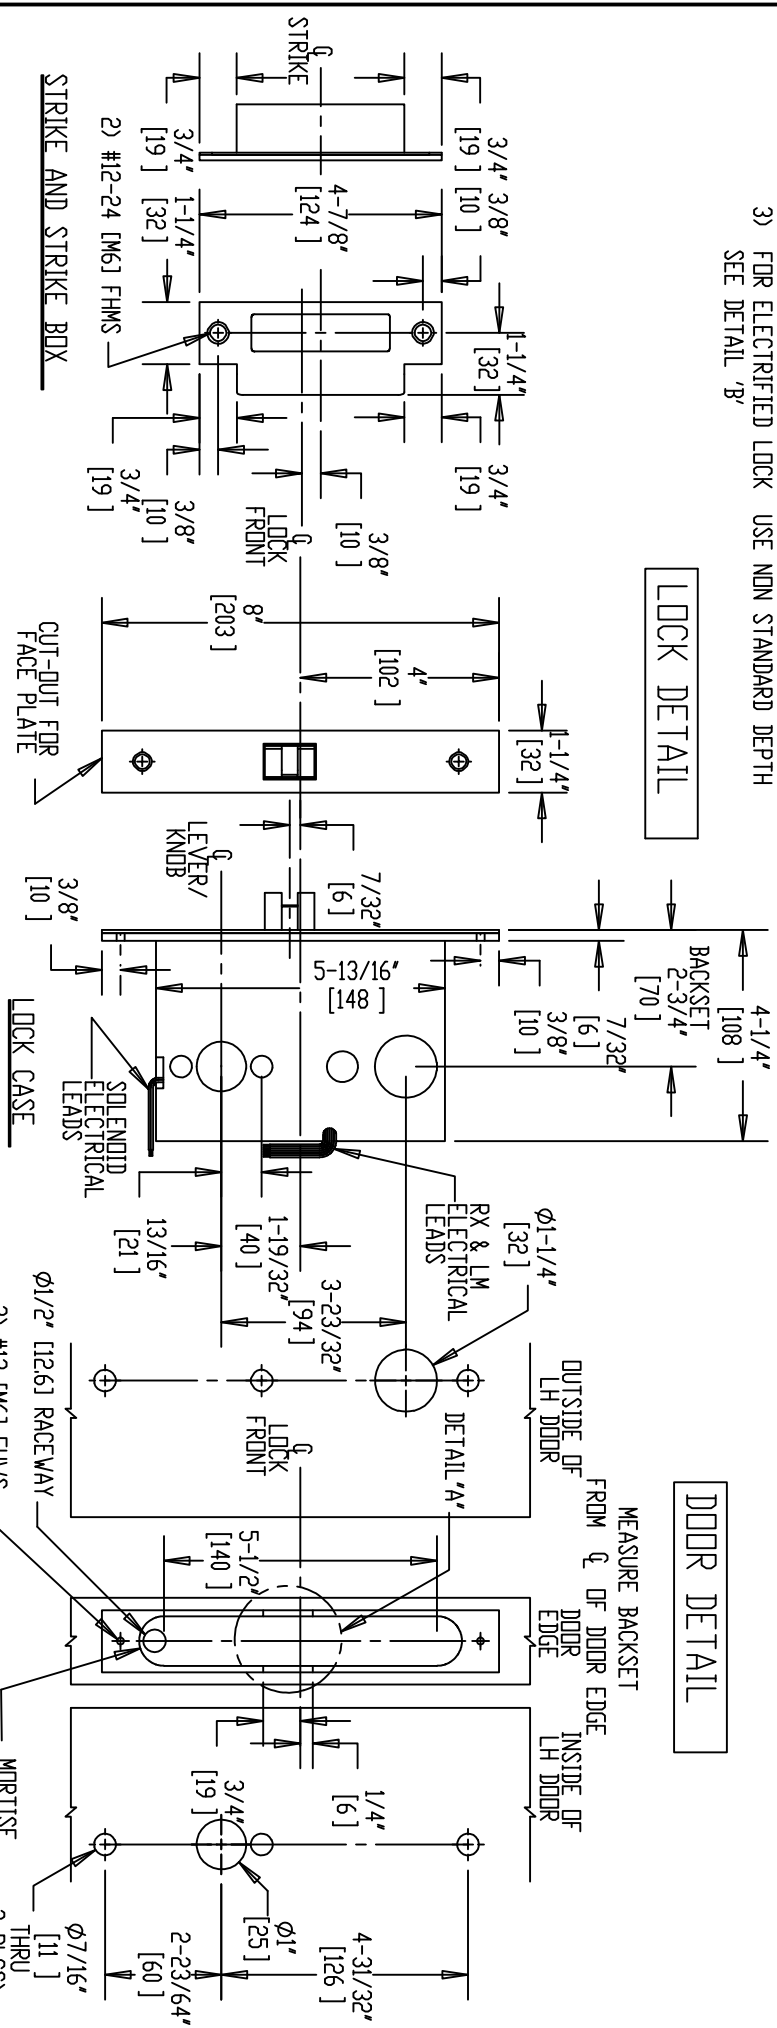 3) FOR ELECTRIFIED LOCK USE NON STANDARD DEPTH
SEE DETAIL 'B'
LOCK DETAIL
DOOR DETAIL
℄
STRIKE
3/4"
[19 ]
3/8"
[10 ]
4-7/8"
[124 ]
3/4"
[19 ]
1-1/4"
[32 ]
1-1/4"
[32 ]
2) #12-24 [M6] FHMS
3/4"
[19 ]
3/4"
[19 ]
3/8"
[10 ]
3/8"
[10 ]
℄
LOCK
FRONT
STRIKE AND STRIKE BOX
8"
[203 ]
4"
[102 ]
1-1/4"
[32 ]
CUT-OUT FOR
FACE PLATE
℄
LEVER/
KNOB
7/32"
[6 ]
3/8"
[10 ]
5-13/16"
[148 ]
4-1/4"
[108 ]
BACKSET
2-3/4"
[70 ]
7/32"
[6 ]
3/8"
[10 ]
SOLENOID
ELECTRICAL
LEADS
RX & LM
ELECTRICAL
LEADS
LOCK CASE
13/16"
[21 ]
1-19/32"
[40 ]
3-23/32"
[94 ]
Ø1-1/4"
[32 ]
OUTSIDE OF
LH DOOR
MEASURE BACKSET
FROM ℄ OF DOOR EDGE
DETAIL "A"
℄
LOCK
FRONT
Ø1/2" [12,6] RACEWAY
5-1/2"
[140 ]
DOOR
EDGE
INSIDE OF
LH DOOR
MORTISE
1/4"
[6 ]
3/4"
[19 ]
Ø1"
[25 ]
4-31/32"
[126 ]
2-23/64"
[60 ]
Ø7/16"
[11 ]
THRU